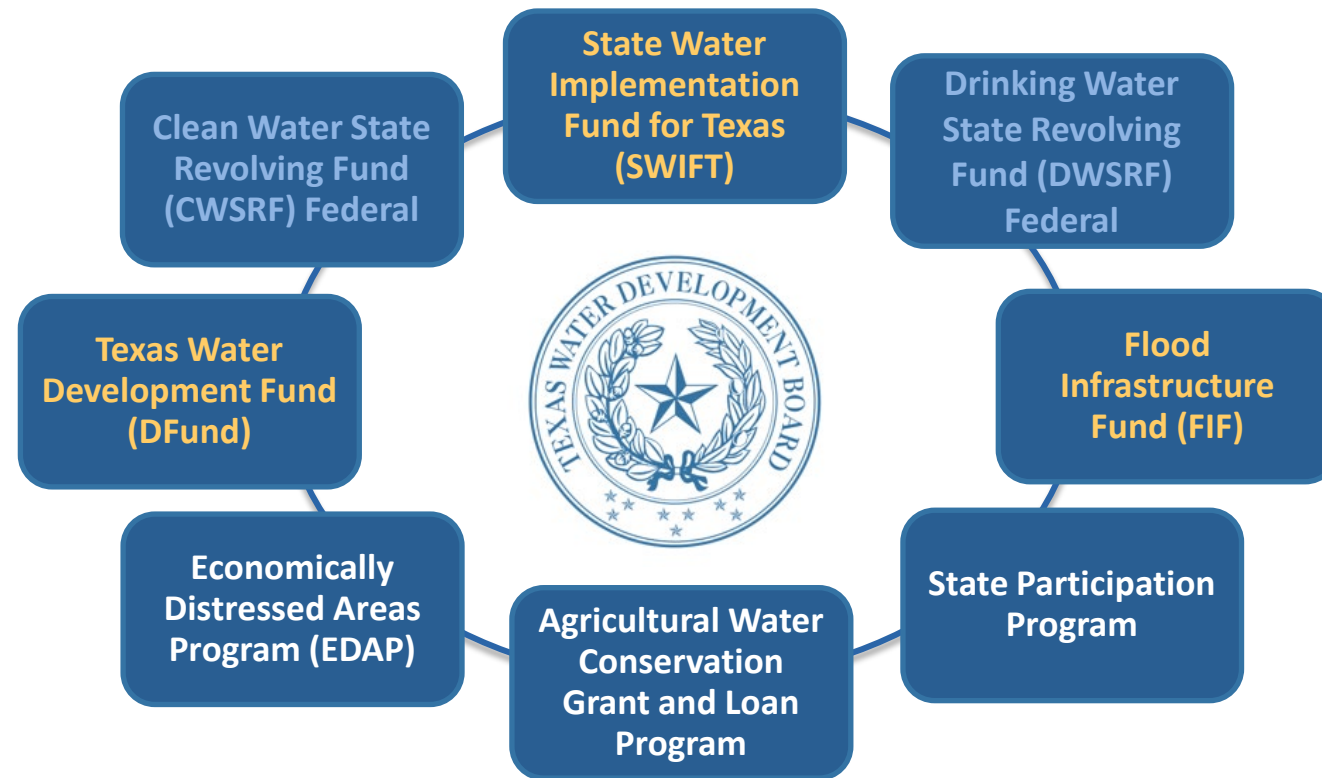 State Water
Implementation
Fund for Texas
(SWIFT)
Drinking Water
State Revolving
Fund (DWSRF)
Federal
Flood
Infrastructure
Fund (FIF)
State Participation
Program
Agricultural Water
Conservation
Grant and Loan
Program
Economically
Distressed Areas
Program (EDAP)
Texas Water
Development Fund
(DFund)
Clean Water State
Revolving Fund
(CWSRF) Federal
TEXAS WATER DEVELOPMENT BOARD